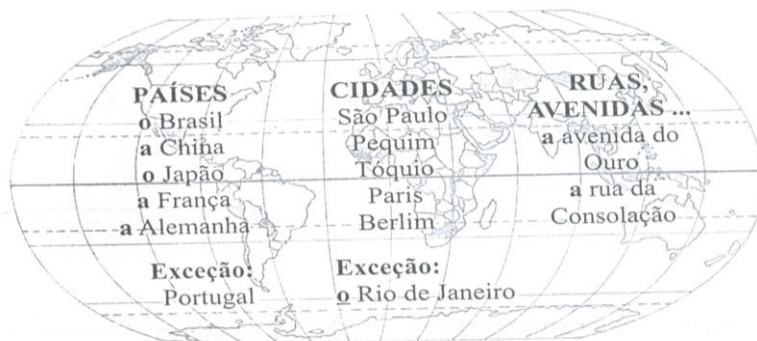 PAÍSES
o Brasil
a China
o Japão
a França
a Alemanha
Exceção:
Portugal
CIDADES
São Paulo
Pequim
Tóquio
Paris
Berlim
Exceção:
o Rio de Janeiro
RUAS,
AVENIDAS ...
a avenida do
Ouro
a rua da
Consolação